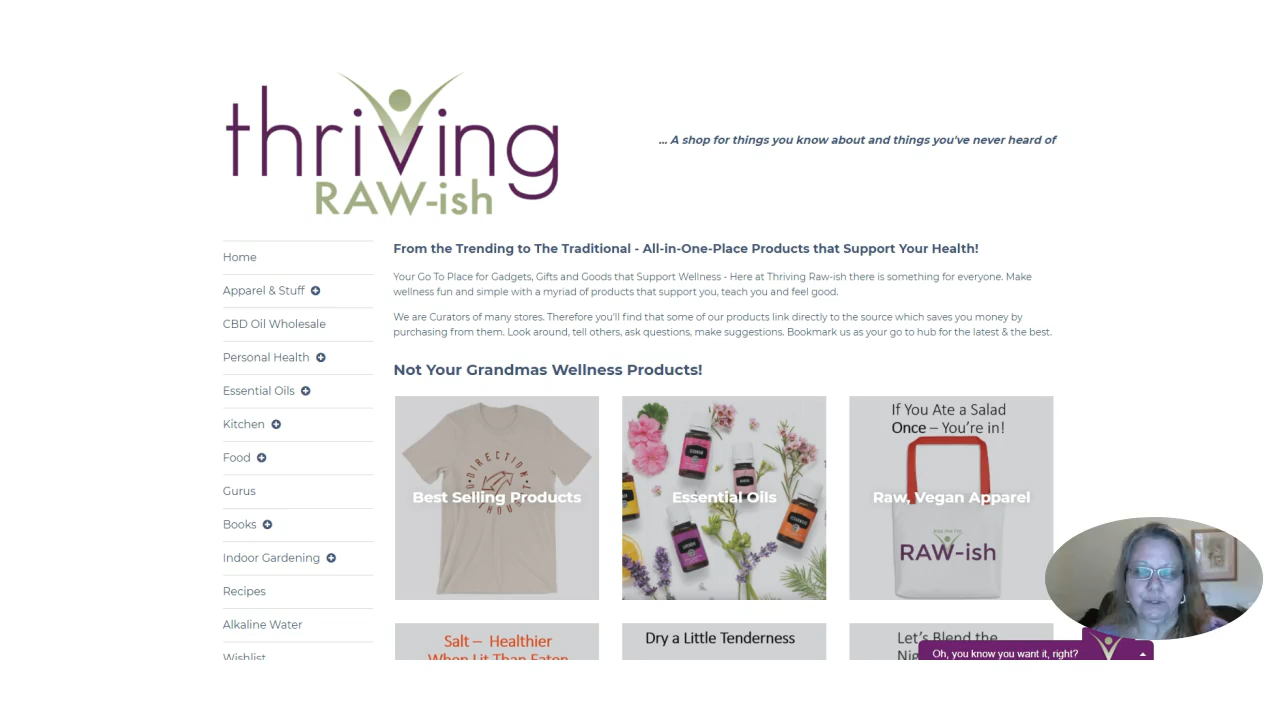 thriving
RAW-ish
... A shop for things you know about and things you've never heard of
Home
Apparel & Stuff
CBD Oil Wholesale
Personal Health
Essential Oils
Kitchen
Food
Gurus
Books
Indoor Gardening
Recipes
Alkaline Water
Wishlist
From the Trending to The Traditional - All-in-One-Place Products that Support Your Health!
Your Go To Place for Gadgets, Gifts and Goods that Support Wellness - Here at Thriving Raw-ish there is something for everyone. Make
wellness fun and simple with a myriad of products that support you, teach you and feel good.
We are Curators of many stores. Therefore you'll find that some of our products link directly to the source which saves you money by
purchasing from them. Look around, tell others, ask questions, make suggestions. Bookmark us as your go to hub for the latest & the best.
Not Your Grandmas Wellness Products!
DIRECTION
Best Selling Products
Essential Oils
If You Ate a Salad
Once – You're in!
Raw, Vegan Apparel
RAW-ish
Salt – Healthier
When Lit Than Eaten
Dry a Little Tenderness
Let's Blend the
Oh, you know you want it, right?